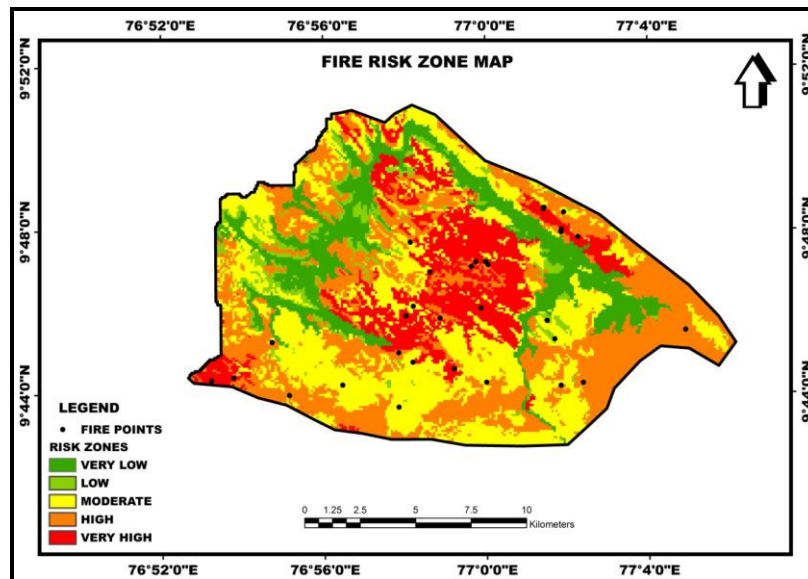 76°52'0"E 76°56'0"E 77°0'0"E 77°4'0"E
9°52'0"N 9°52'0"N
FIRE RISK ZONE MAP
9°48'0"N 9°48'0"N
9°44'0"N 9°44'0"N
LEGEND
FIRE POINTS
RISK ZONES
VERY LOW
LOW
MODERATE
HIGH
VERY HIGH
0 1.25 2.5 5 7.5 10
Kilometers
76°52'0"E 76°56'0"E 77°0'0"E 77°4'0"E